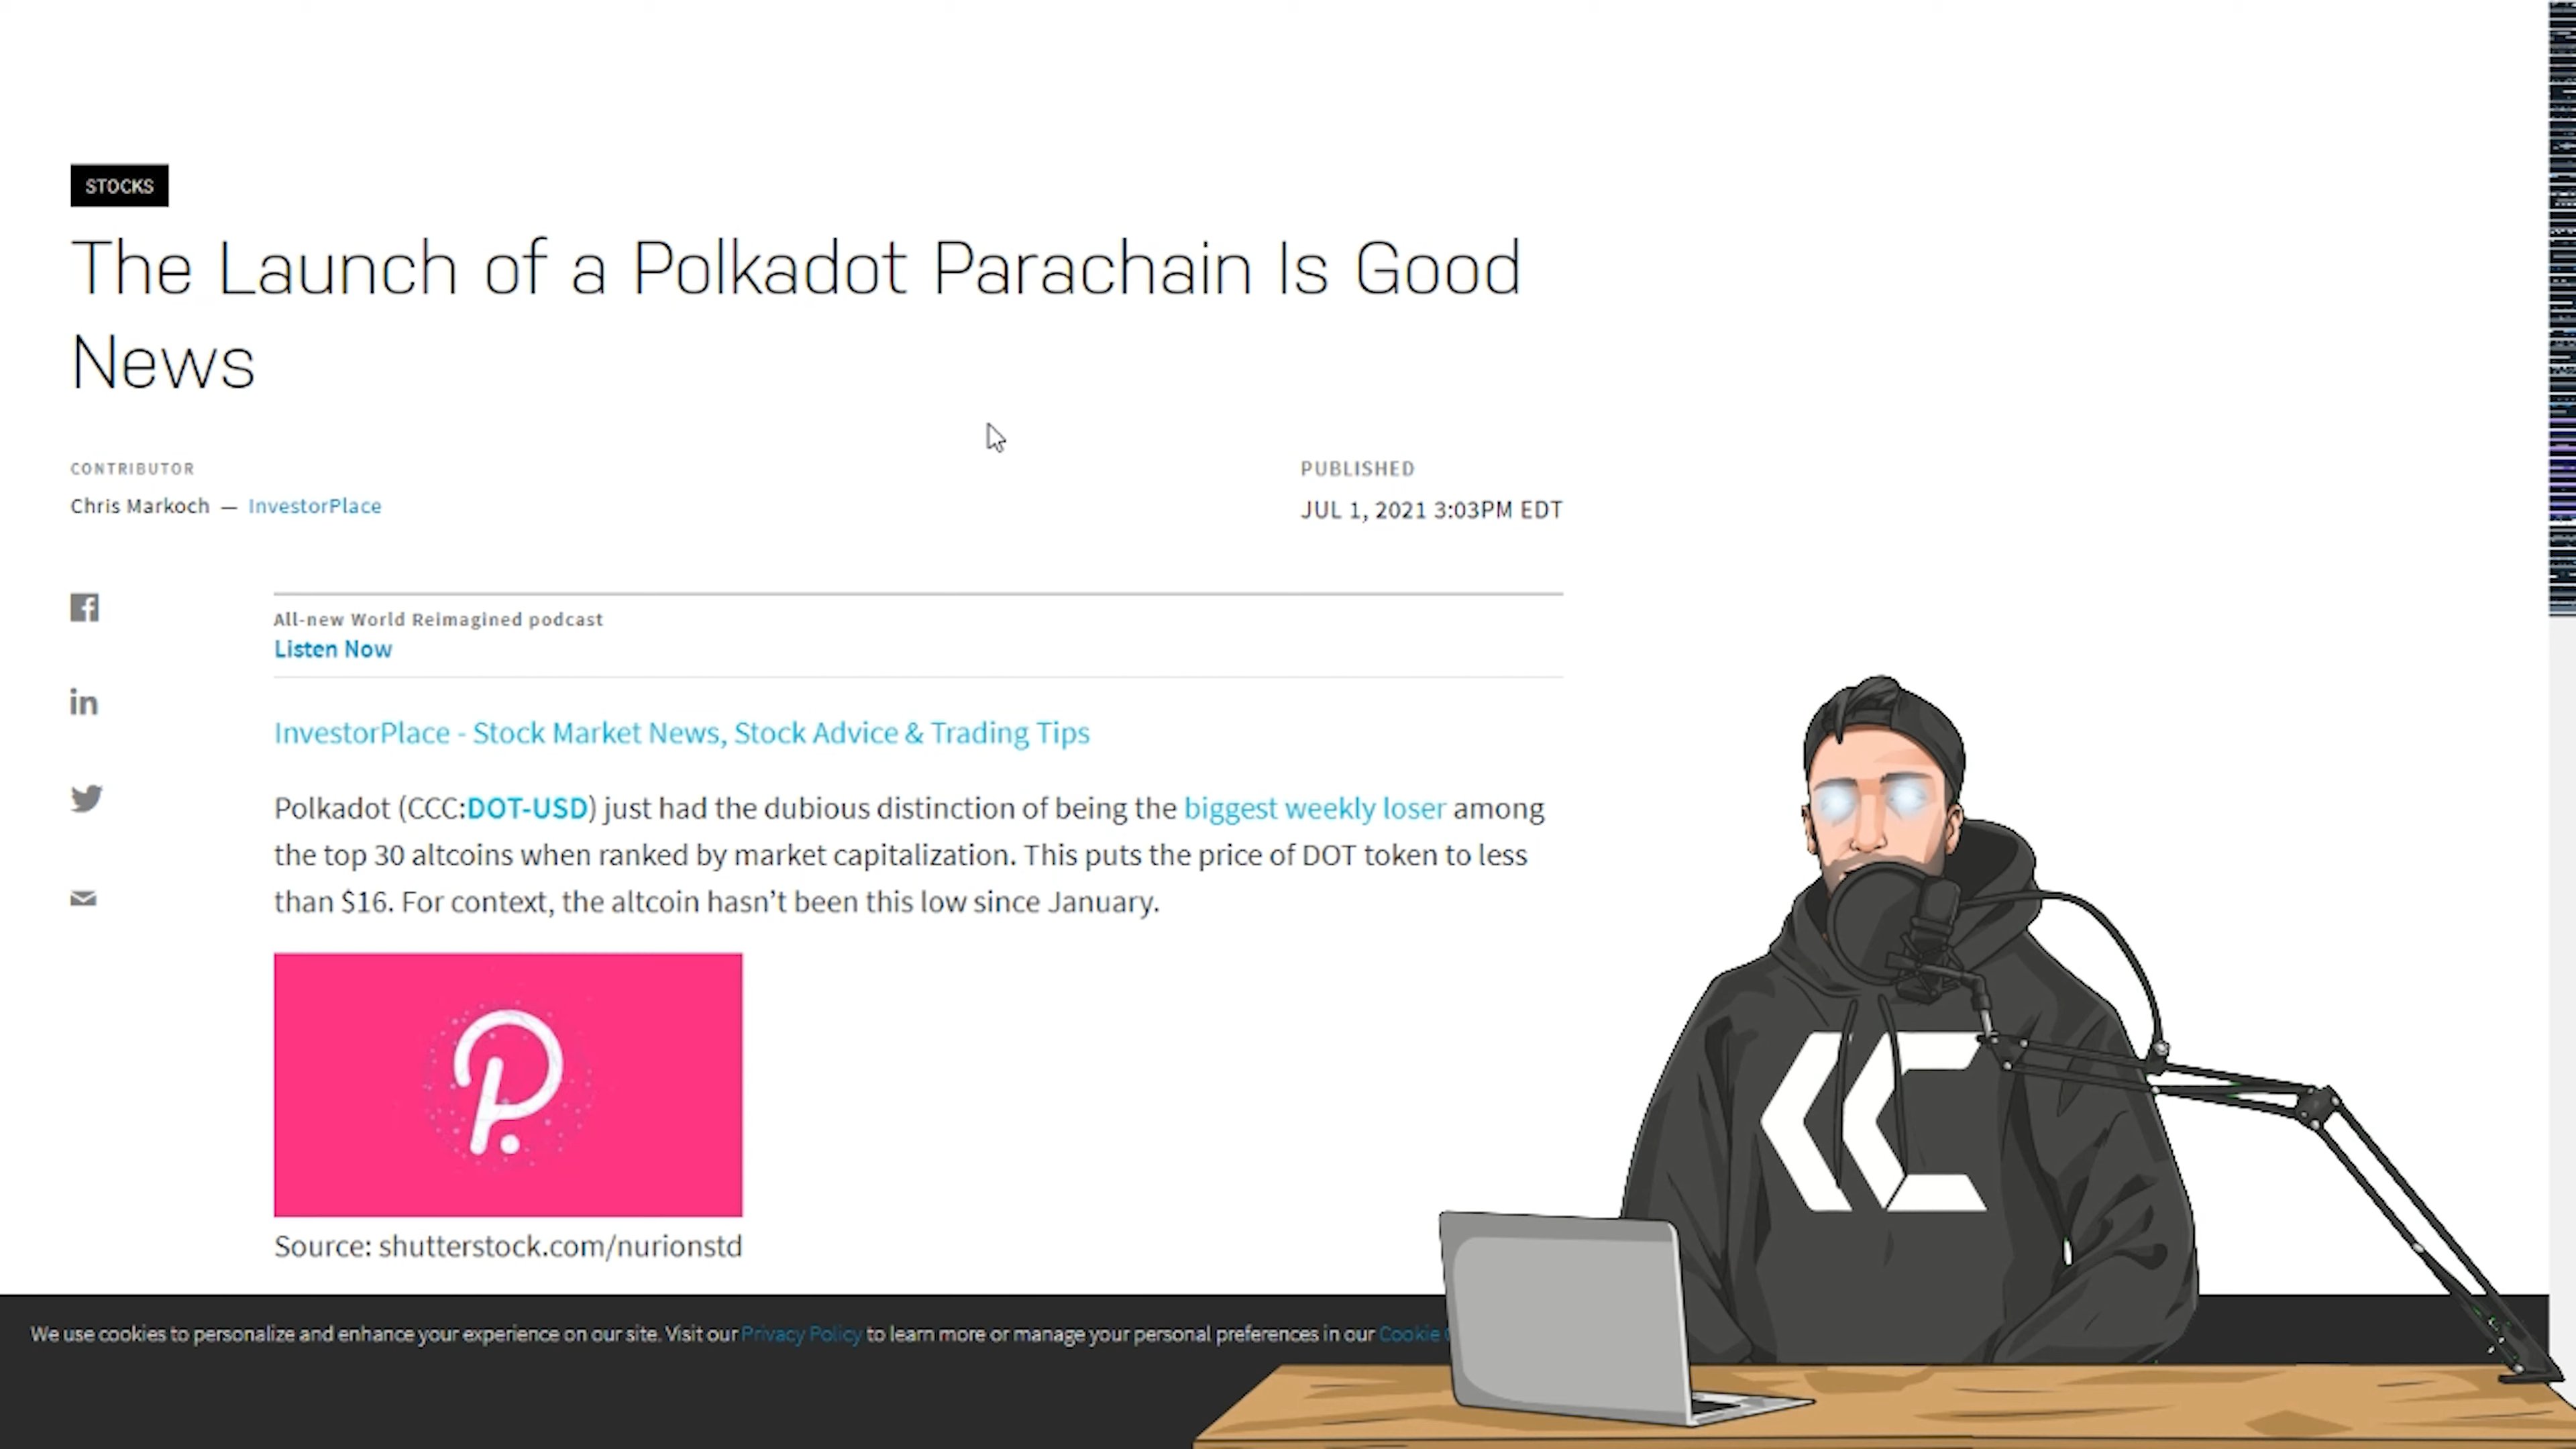 STOCKS
The Launch of a Polkadot Parachain Is Good
News
CONTRIBUTOR
Chris Markoch — InvestorPlace
PUBLISHED
JUL 1, 2021 3:03PM EDT
All-new World Reimagined podcast
Listen Now
InvestorPlace - Stock Market News, Stock Advice & Trading Tips
Polkadot (CCC:DOT-USD) just had the dubious distinction of being the biggest weekly loser among
the top 30 altcoins when ranked by market capitalization. This puts the price of DOT token to less
than $16. For context, the altcoin hasn’t been this low since January.
Source: shutterstock.com/nurionstd
We use cookies to personalize and enhance your experience on our site. Visit our Privacy Policy to learn more or manage your personal preferences in our Cookie